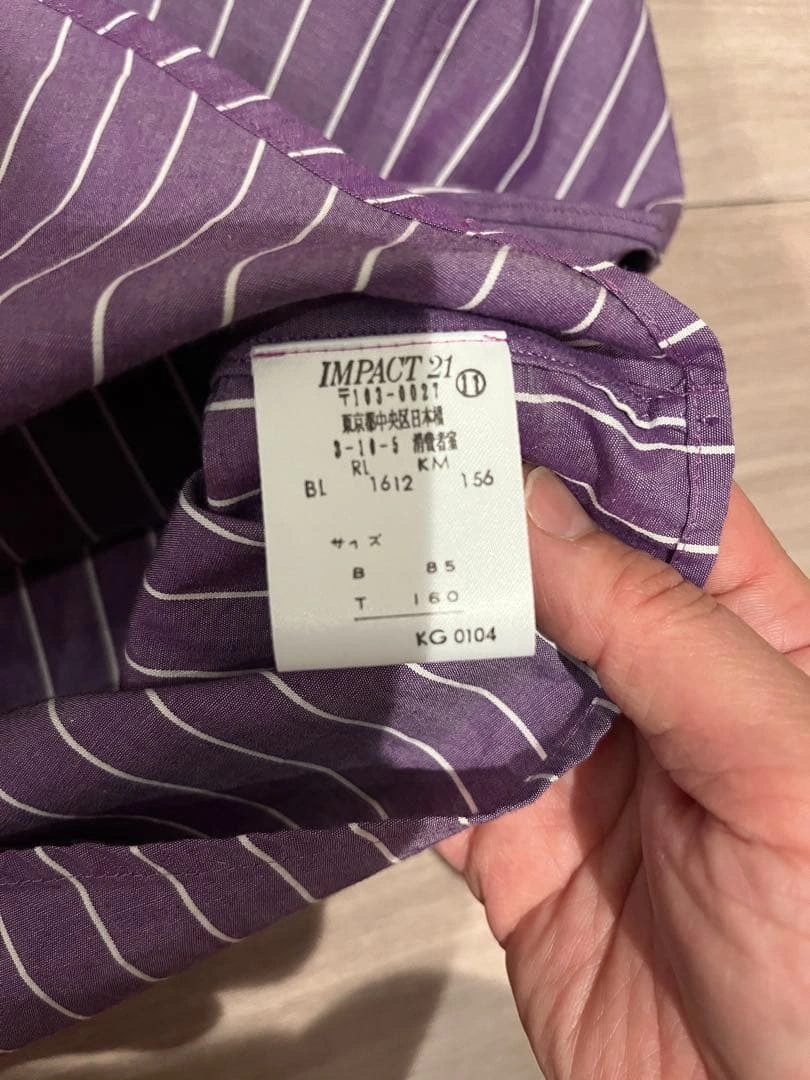 IMPACT 21 ⑪
〒103-0027
東京都中央区日本橋
3-10-5 消費者室
RL KM
BL 1612 156
サイズ
B 85
T 160
KG 0104